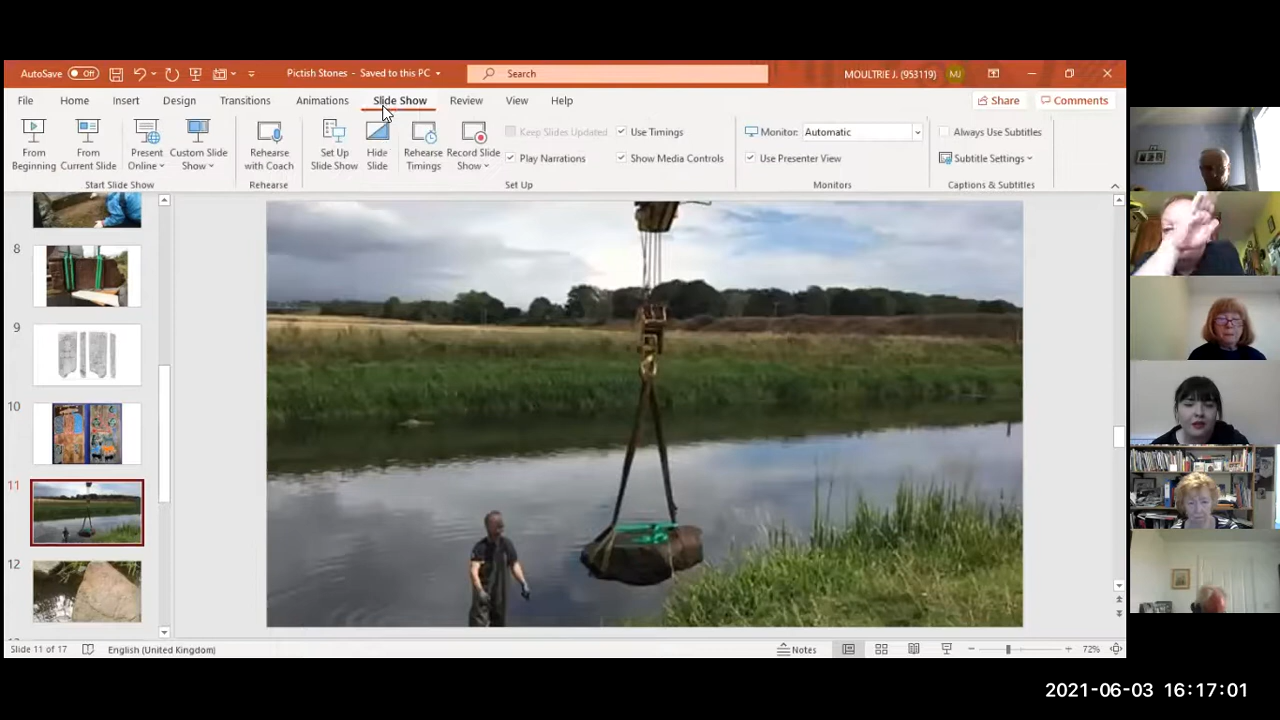 AutoSave Off Pictish Stones - Saved to this PC Search MOULTRIE J. (953119) MJ
File Home Insert Design Transitions Animations Slide Show Review View Help Share Comments
From Beginning
From Current Slide
Present Online
Custom Slide Show
Start Slide Show
Rehearse with Coach
Rehearse
Set Up Slide Show
Hide Slide
Rehearse Timings
Record Slide Show
Keep Slides Updated
Play Narrations
Use Timings
Show Media Controls
Set Up
Monitor: Automatic
Use Presenter View
Monitors
Always Use Subtitles
Subtitle Settings
Captions & Subtitles
8
9
10
11
12
Slide 11 of 17 English (United Kingdom) Notes 72%
2021-06-03 16:17:01